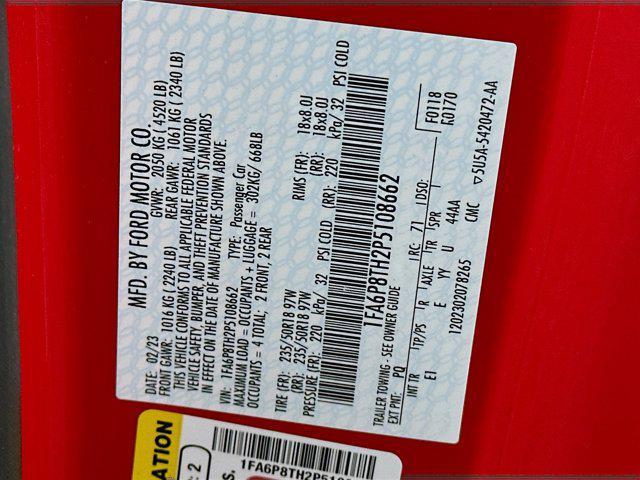 MFD. BY FORD MOTOR CO.
DATE: 02/23 GVWR: 2050 KG ( 4520 LB)
FRONT GAWR: 1016 KG ( 2240 LB) REAR GAWR: 1061 KG ( 2340 LB)
THIS VEHICLE CONFORMS TO ALL APPLICABLE FEDERAL MOTOR
VEHICLE SAFETY, BUMPER, AND THEFT PREVENTION STANDARDS
IN EFFECT ON THE DATE OF MANUFACTURE SHOWN ABOVE.
VIN: 1FA6P8TH2P5108662 TYPE: Passenger Car
MAXIMUM LOAD = OCCUPANTS + LUGGAGE = 302KG/ 668LB
OCCUPANTS = 4 TOTAL; 2 FRONT, 2 REAR
TIRE (FR): 235/50R18 97W RIMS (FR): 18x8.0J
(RR): 235/50R18 97W (RR): 18x8.0J
PRESSURE (FR): 220 kPa/ 32 PSI COLD (RR): 220 kPa/ 32 PSI COLD
1FA6P8TH2P5108662
TRAILER TOWING - SEE OWNER GUIDE F0118
EXT PNT: PQ RC: 71 DSO: R0170
INT TR TP/PS R AXLE TR SPR
E1 E YY U 1 44AA
1202302078265 CMC ▽5U5A-5420472-AA
1FA6P8TH2P510